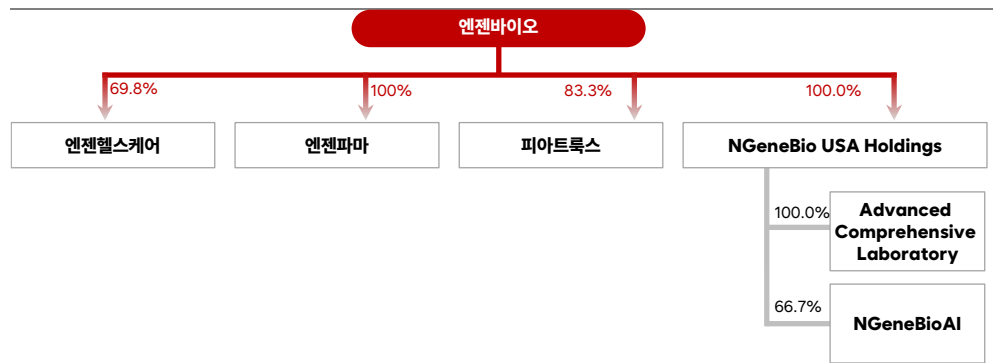 엔젠바이오
69.8%
100%
83.3%
100.0%
엔젠헬스케어
엔젠파마
피아트룩스
NGeneBio USA Holdings
100.0%
Advanced
Comprehensive
Laboratory
66.7%
NGeneBioAI